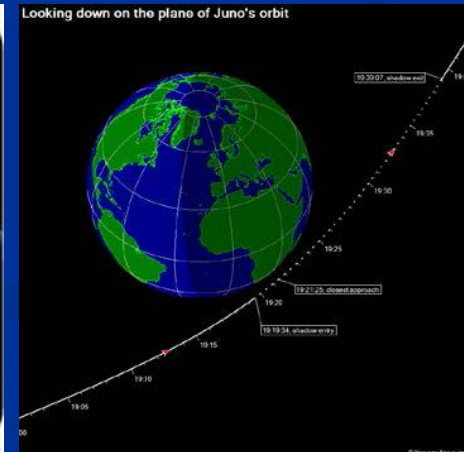 Looking down on the plane of Juno's orbit
19:39:07, shadow exit
19:35
19:30
19:25
19:21:25, closest approach
19:20
19:19:34, shadow entry
19:15
19:10
19:05